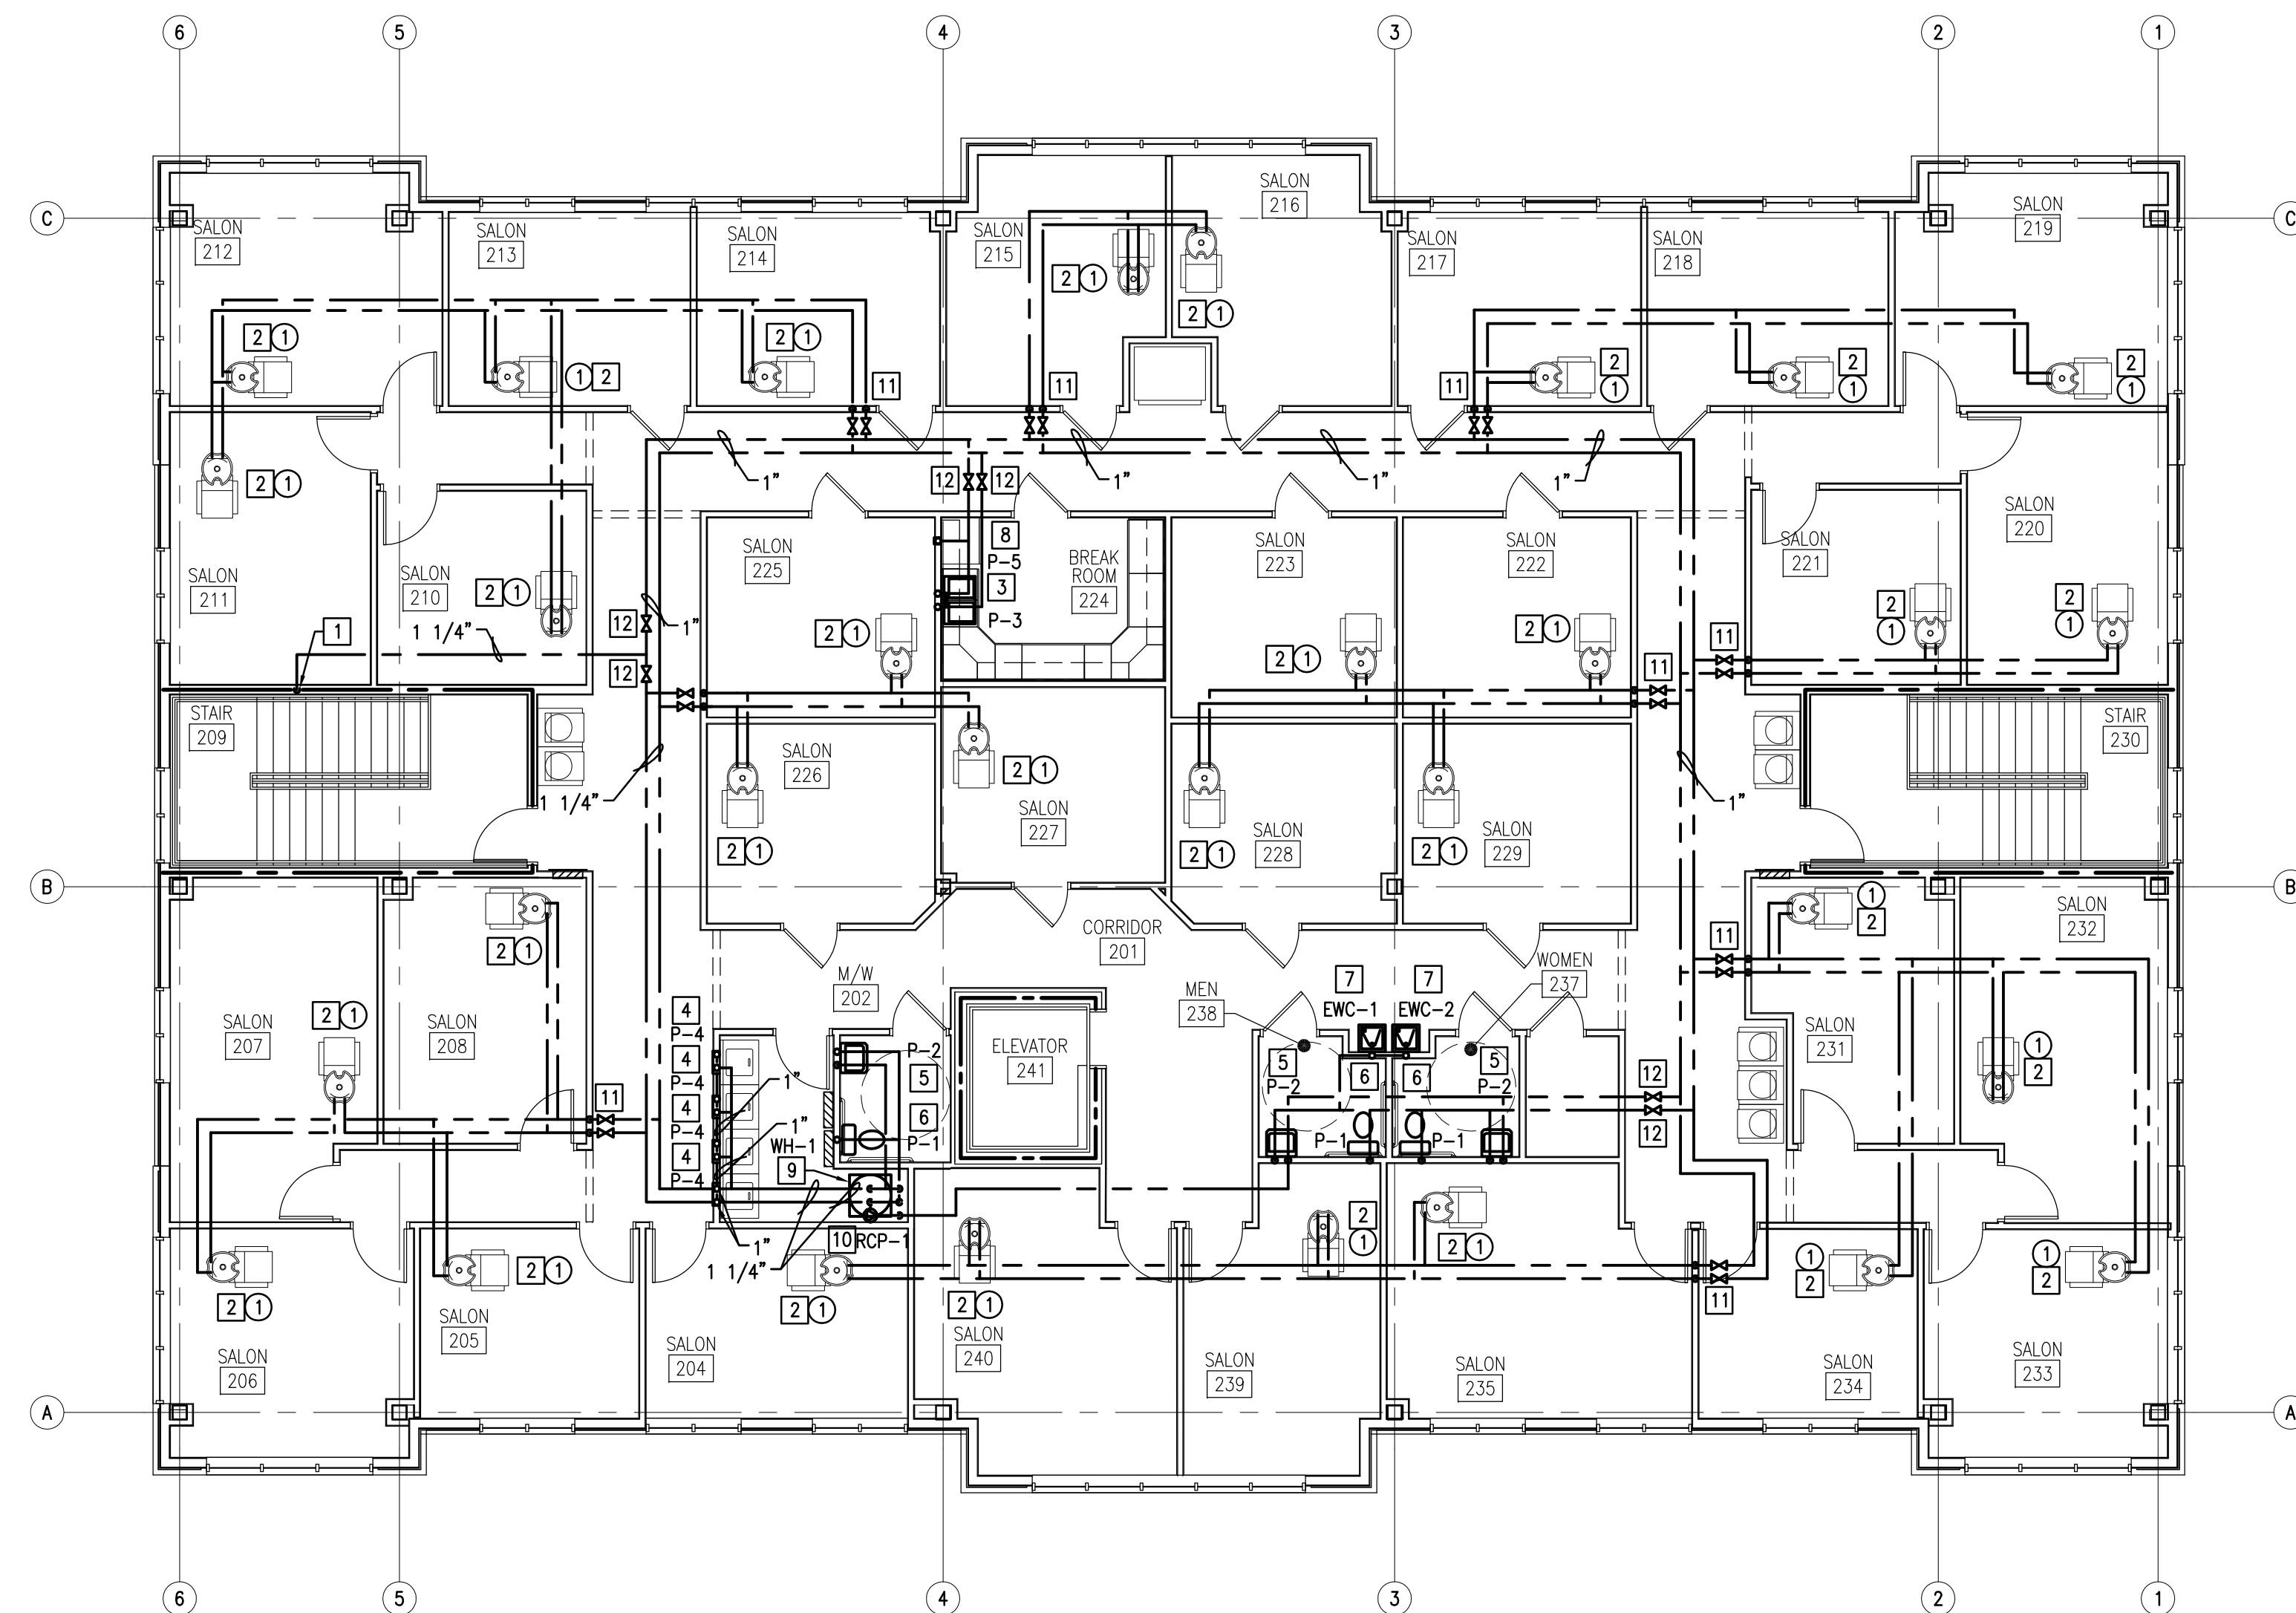 6
5
4
3
2
1
C
C
SALON
212
SALON
213
SALON
214
SALON
215
SALON
216
SALON
217
SALON
218
SALON
219
2 1
1 2
2 1
2 1
2 1
2
1
2
1
2
1
11
11
11
2 1
1"
1"
1"
1"
12
12
SALON
211
SALON
210
2 1
1 1/4"
1
12
1"
12
SALON
225
2 1
8
P-5
3
P-3
BREAK
ROOM
224
SALON
223
2 1
SALON
222
2 1
SALON
221
2
1
SALON
220
2
1
11
11
STAIR
209
1 1/4"
SALON
226
2 1
2 1
SALON
227
SALON
228
2 1
SALON
229
2 1
1"
STAIR
230
B
B
2 1
SALON
207
2 1
SALON
208
11
CORRIDOR
201
M/W
202
4
P-4
4
P-4
4
P-4
4
P-4
1"
1"
WH-1
9
P-2
5
6
P-1
ELEVATOR
241
MEN
238
7
EWC-1
7
EWC-2
WOMEN
237
5
P-2
6
6
5
P-2
P-1
P-1
12
12
11
1
2
SALON
232
SALON
231
1
2
1"
1 1/4"
10
RCP-1
2 1
SALON
206
2 1
SALON
205
2 1
SALON
204
2 1
SALON
240
2
1
SALON
239
2 1
SALON
235
11
1
2
SALON
234
1
2
SALON
233
A
A
6
5
4
3
2
1